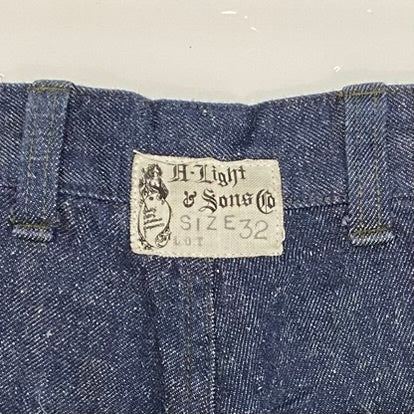 A-Light
& Sons Co
SIZE 32
LOT